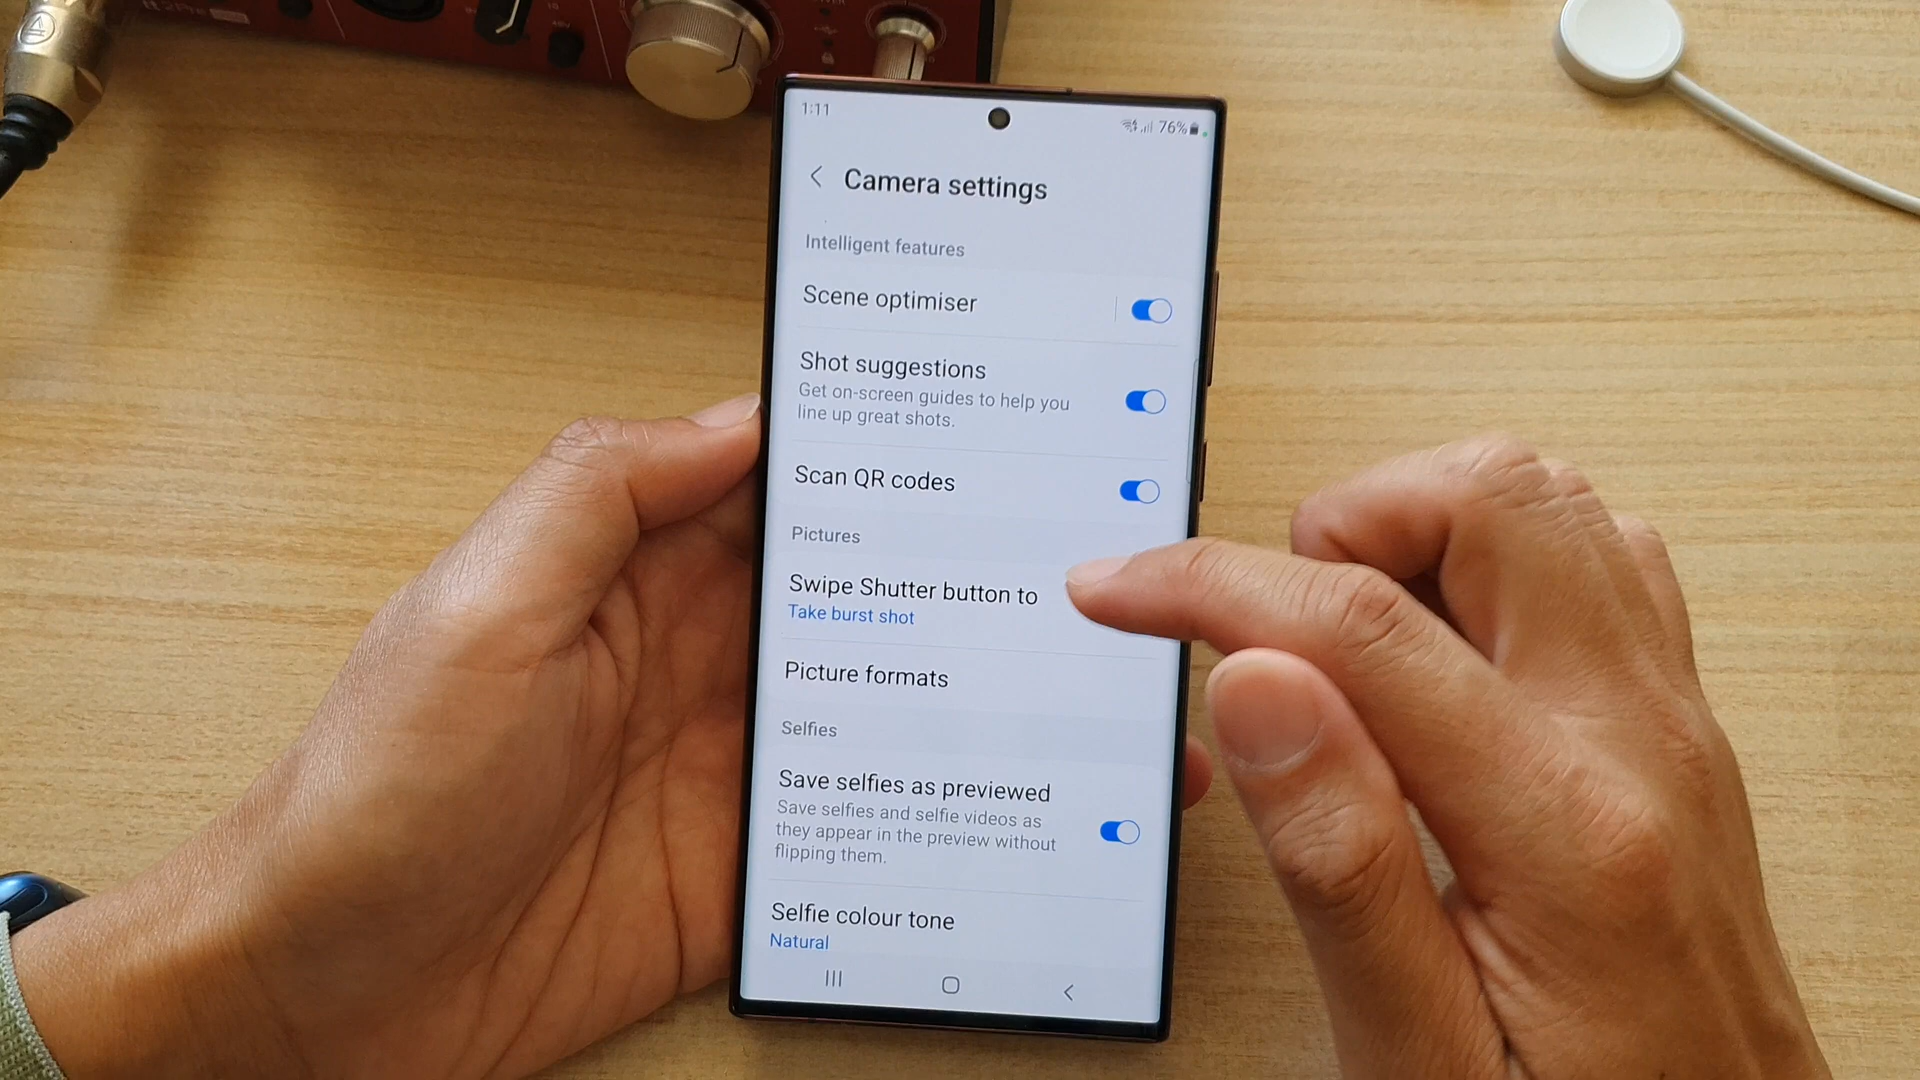 1:11
76%
Camera settings
Intelligent features
Scene optimiser
Shot suggestions
Get on-screen guides to help you
line up great shots.
Scan QR codes
Pictures
Swipe Shutter button to
Take burst shot
Picture formats
Selfies
Save selfies as previewed
Save selfies and selfie videos as
they appear in the preview without
flipping them.
Selfie colour tone
Natural